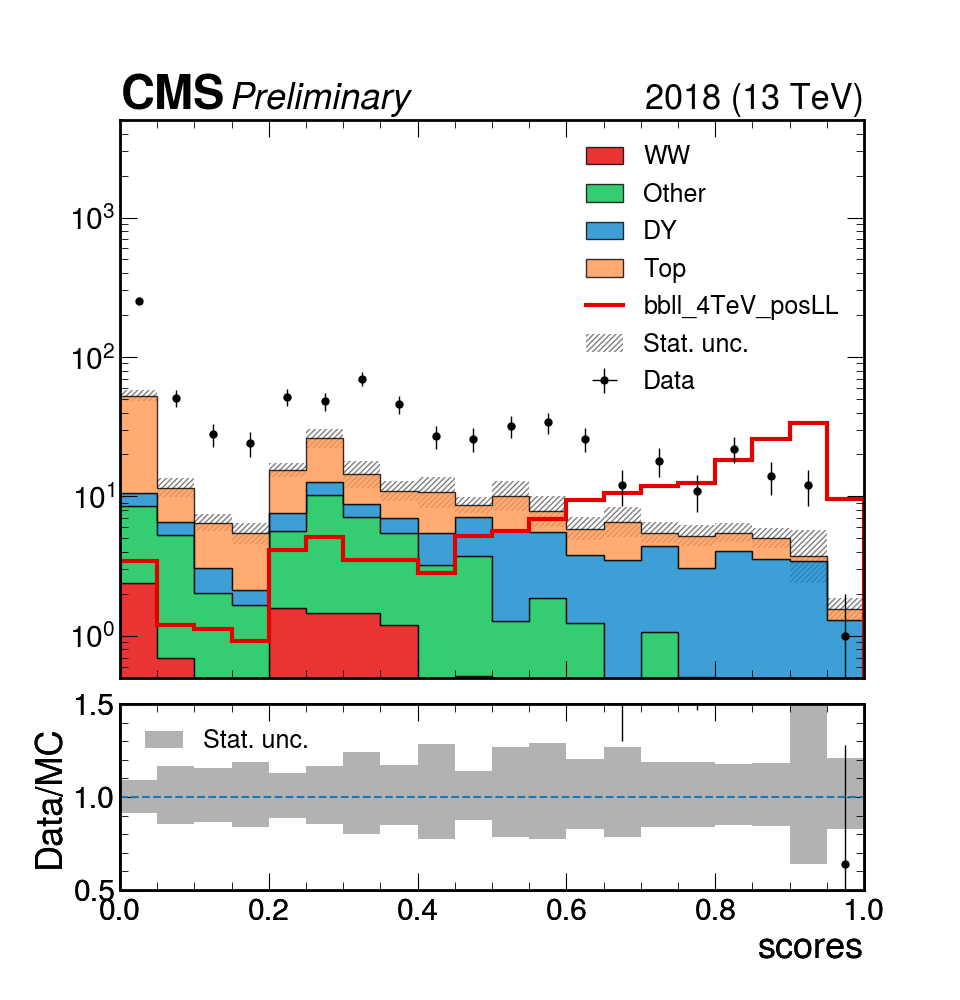 CMS Preliminary 2018 (13 TeV)
WW
Other
DY
Top
bbll_4TeV_posLL
Stat. unc.
Data
10³
10²
10¹
10⁰
1.5
1.0
0.5
Data/MC
Stat. unc.
0.0 0.2 0.4 0.6 0.8 1.0
scores